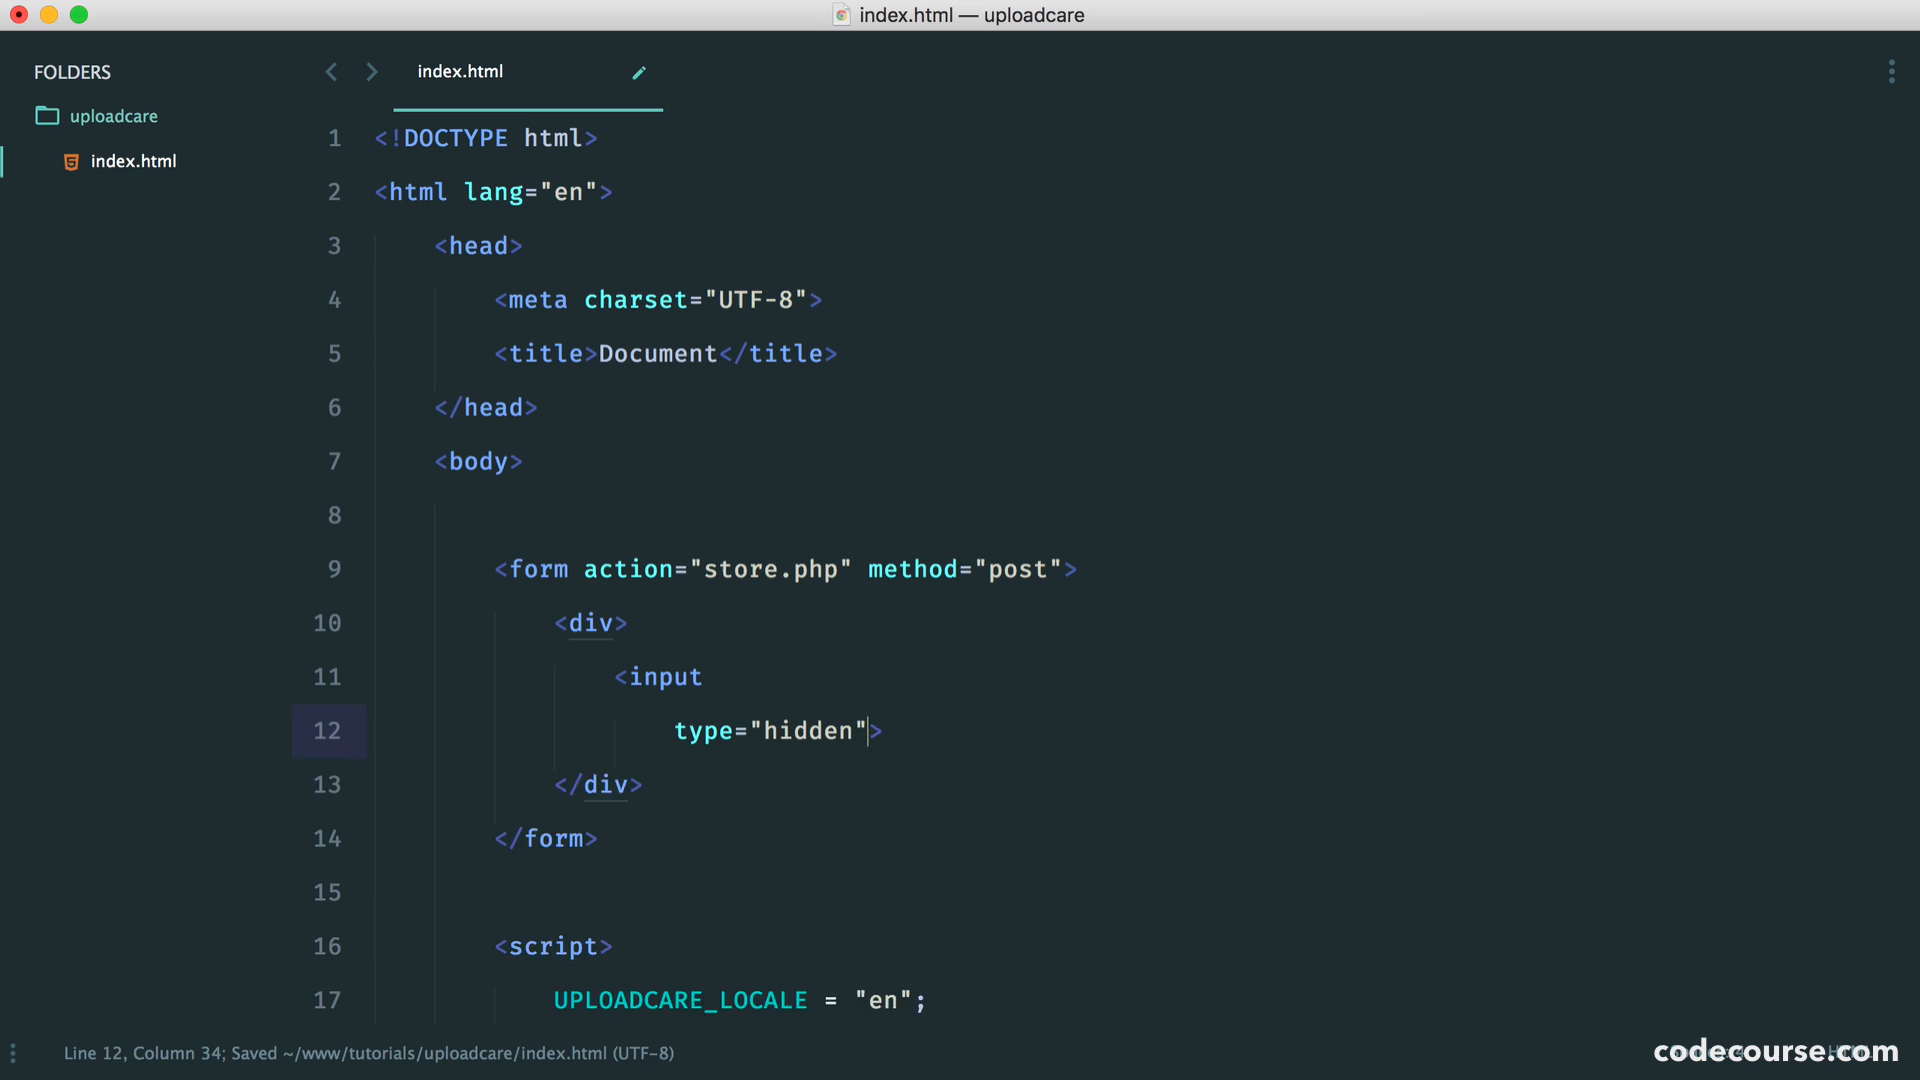 index.html — uploadcare
FOLDERS
uploadcare
index.html
index.html
1 <!DOCTYPE html>
2 <html lang="en">
3 <head>
4 <meta charset="UTF-8">
5 <title>Document</title>
6 </head>
7 <body>
8
9 <form action="store.php" method="post">
10 <div>
11 <input
12 type="hidden">
13 </div>
14 </form>
15
16 <script>
17 UPLOADCARE_LOCALE = "en";
Line 12, Column 34; Saved ~/www/tutorials/uploadcare/index.html (UTF-8)
codecourse.com